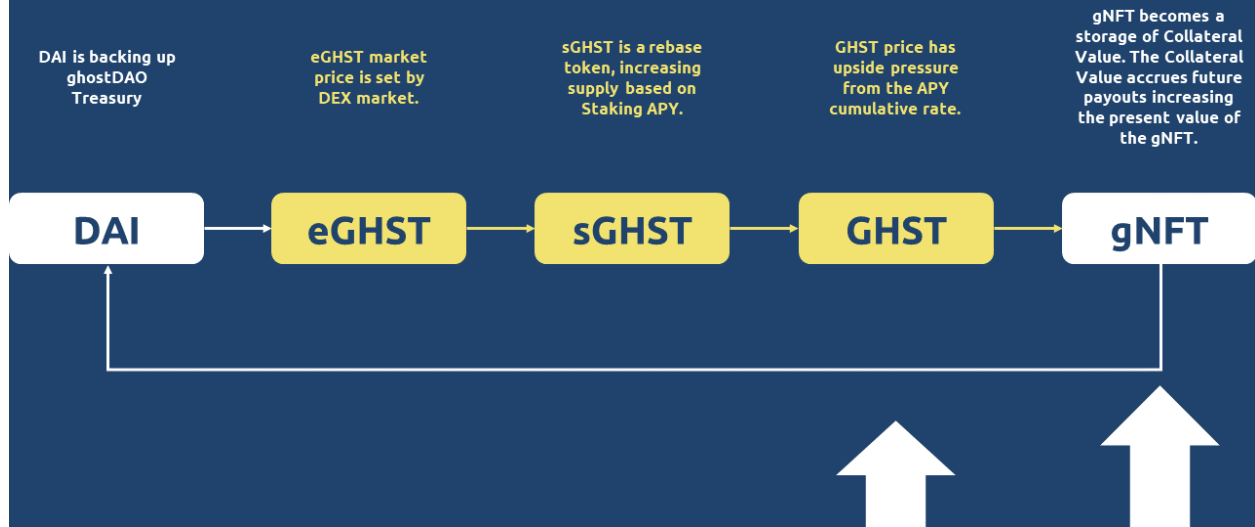 DAI is backing up
ghostDAO
Treasury
eGHST market
price is set by
DEX market.
sGHST is a rebase
token, increasing
supply based on
Staking APY.
GHST price has
upside pressure
from the APY
cumulative rate.
gNFT becomes a
storage of Collateral
Value. The Collateral
Value accrues future
payouts increasing
the present value of
the gNFT.
DAI
eGHST
sGHST
GHST
gNFT